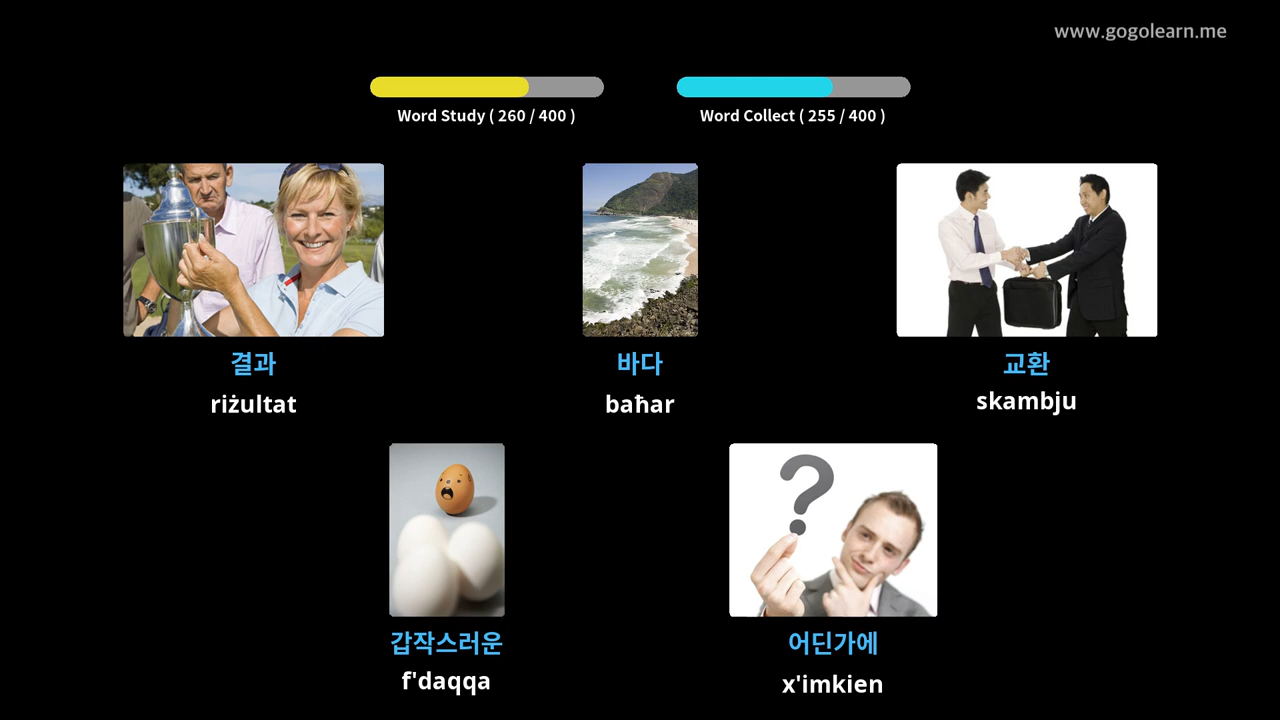 www.gogolearn.me
Word Study ( 260 / 400 )
Word Collect ( 255 / 400 )
결과
riżultat
바다
baħar
교환
skambju
갑작스러운
f'daqqa
어딘가에
x'imkien